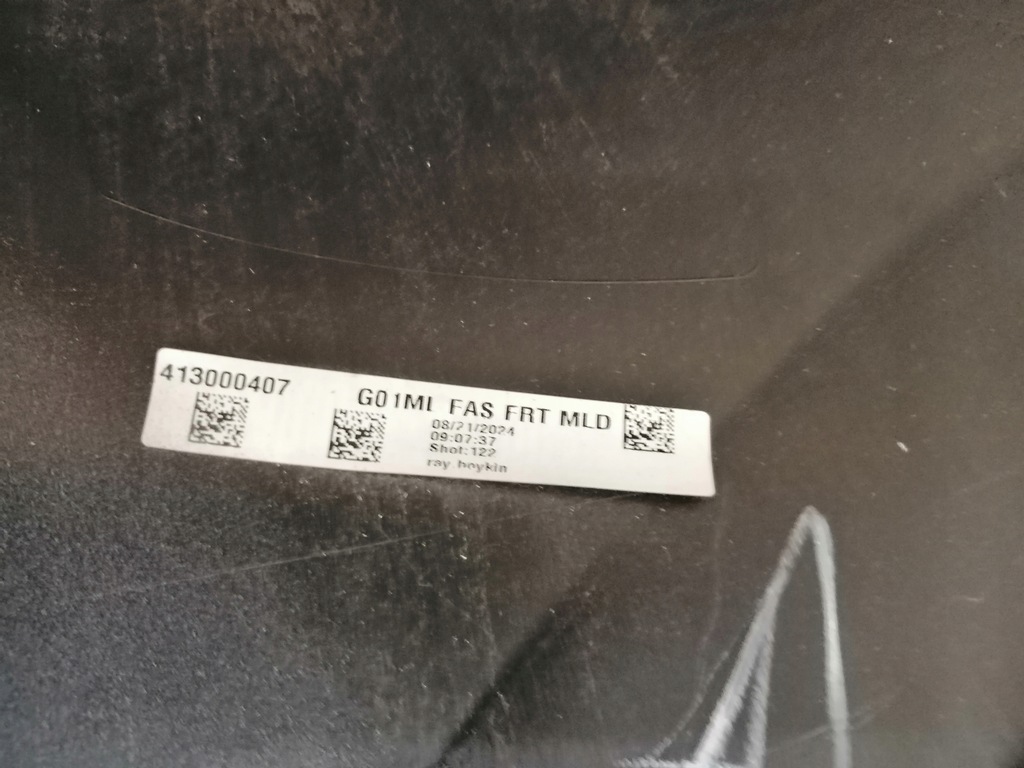 413000407
G01ML FAS FRT MLD
08/21/2024
09:07:37
Shot:122
ray boykin